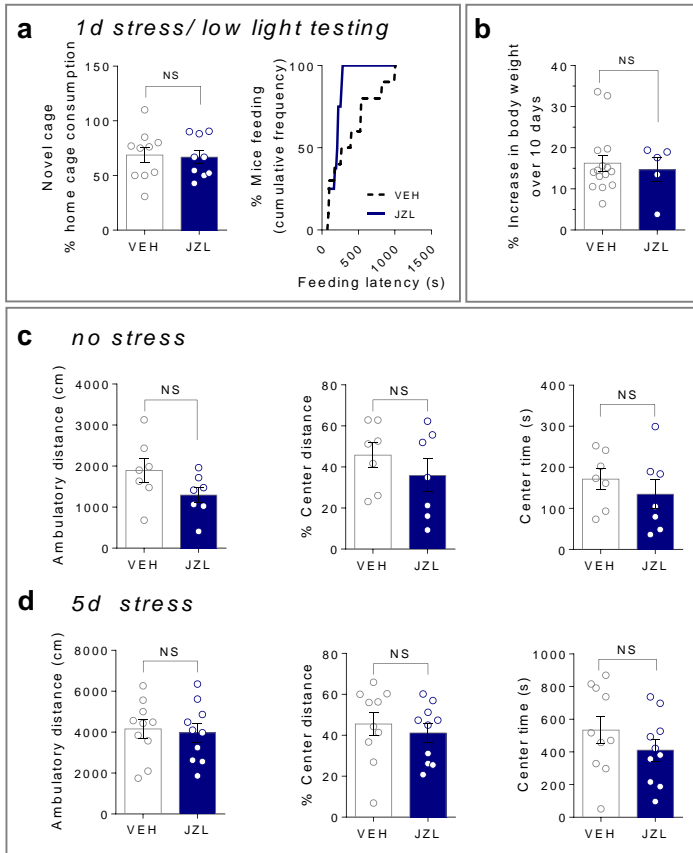 a 1d stress/ low light testing
Novel cage
% home cage consumption
150
100
50
0
NS
VEH JZL
% Mice feeding
(cumulative frequency)
100
75
50
25
0
VEH
JZL
0 500 1000 1500
Feeding latency (s)
b
% Increase in body weight
over 10 days
40
30
20
10
0
NS
VEH JZL
c no stress
Ambulatory distance (cm)
4000
3000
2000
1000
0
NS
VEH JZL
% Center distance
80
60
40
20
0
NS
VEH JZL
Center time (s)
400
300
200
100
0
NS
VEH JZL
d 5d stress
Ambulatory distance (cm)
8000
6000
4000
2000
0
NS
VEH JZL
% Center distance
80
60
40
20
0
NS
VEH JZL
Center time (s)
1000
800
600
400
200
0
NS
VEH JZL